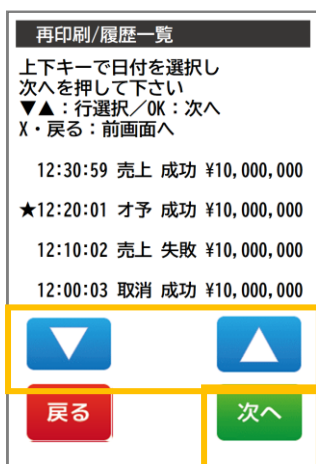 再印刷/履歴一覧
上下キーで日付を選択し
次へを押して下さい
▼▲：行選択／OK：次へ
X・戻る：前画面へ
12:30:59 売上 成功 ¥10,000,000
★12:20:01 オ予 成功 ¥10,000,000
12:10:02 売上 失敗 ¥10,000,000
12:00:03 取消 成功 ¥10,000,000
▼ ▲
戻る 次へ